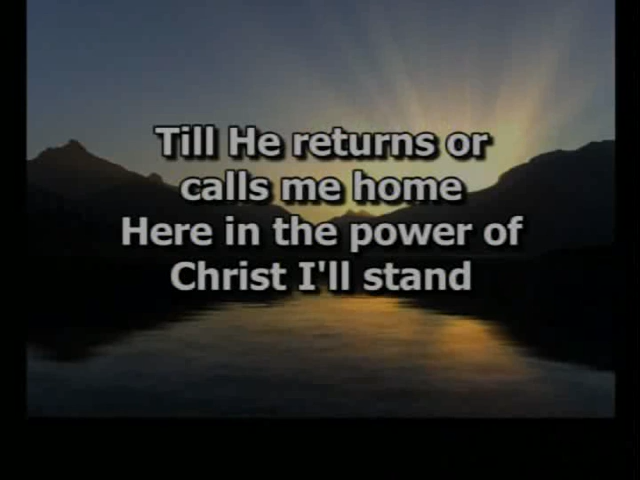 Till He returns or
calls me home
Here in the power of
Christ I'll stand